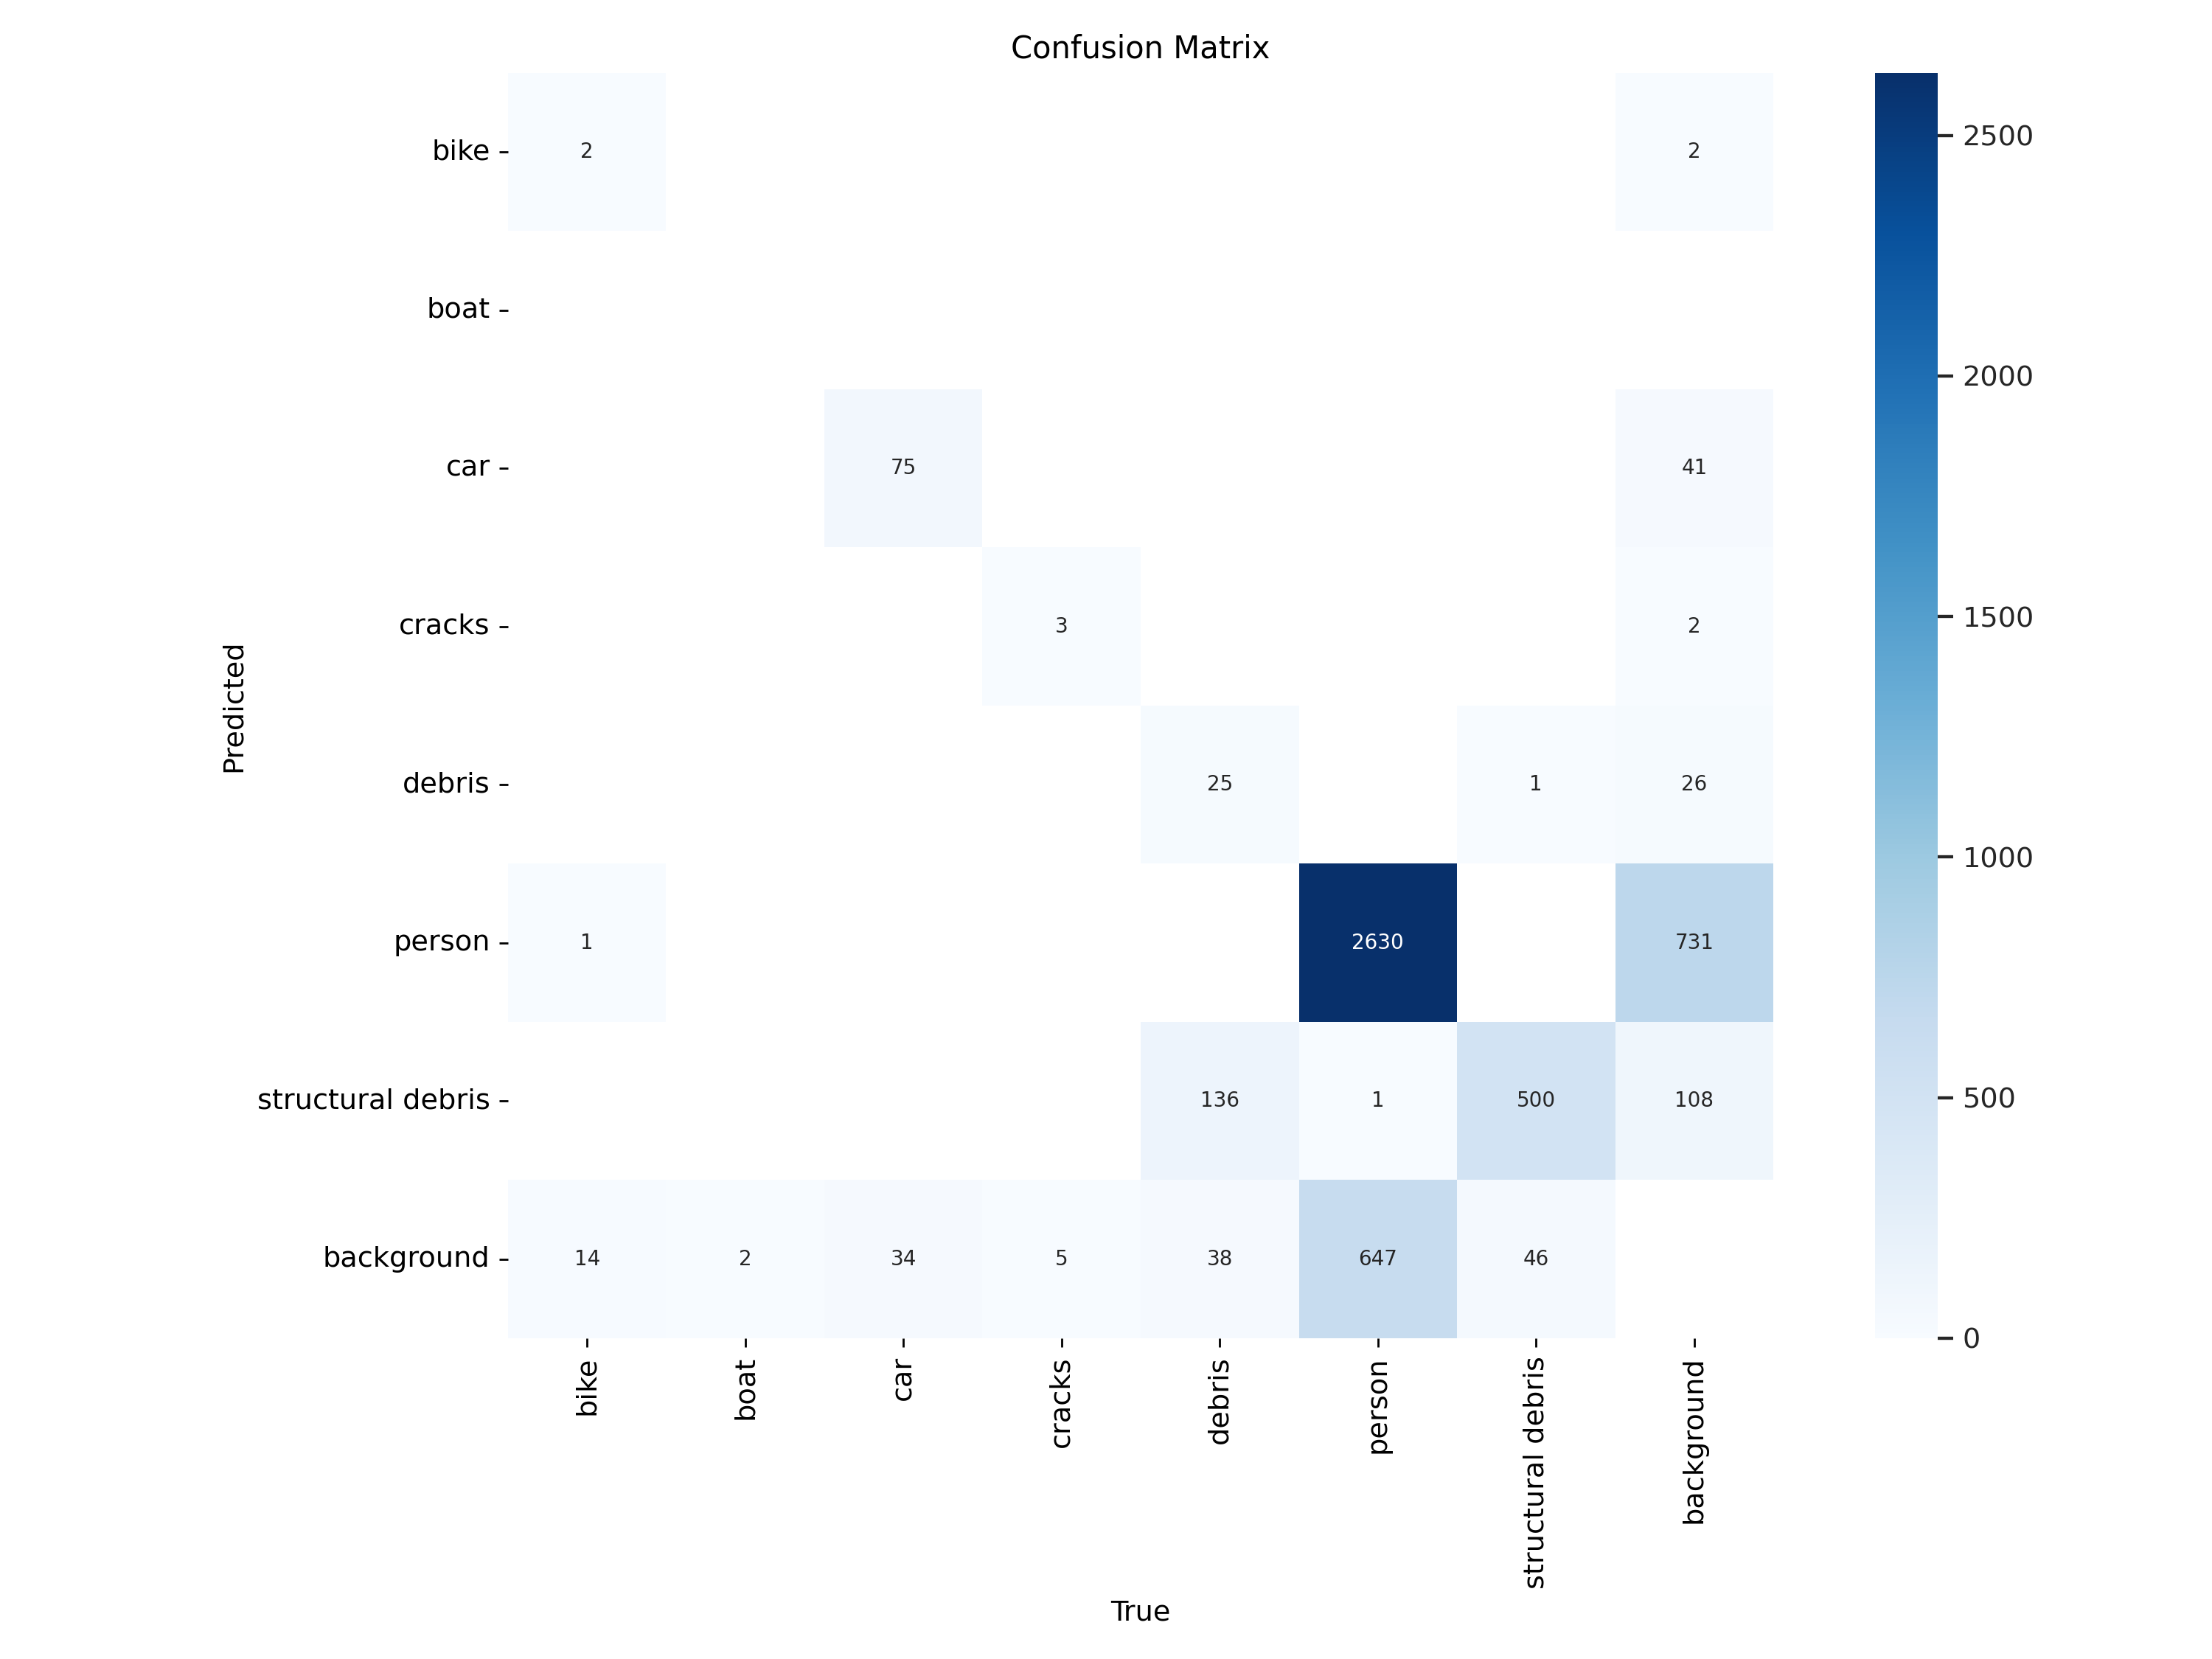 Confusion Matrix
Predicted
bike 2 2
boat
car 75 41
cracks 3 2
debris 25 1 26
person 1 2630 731
structural debris 136 1 500 108
background 14 2 34 5 38 647 46
bike boat car cracks debris person structural debris background
True
2500
2000
1500
1000
500
0